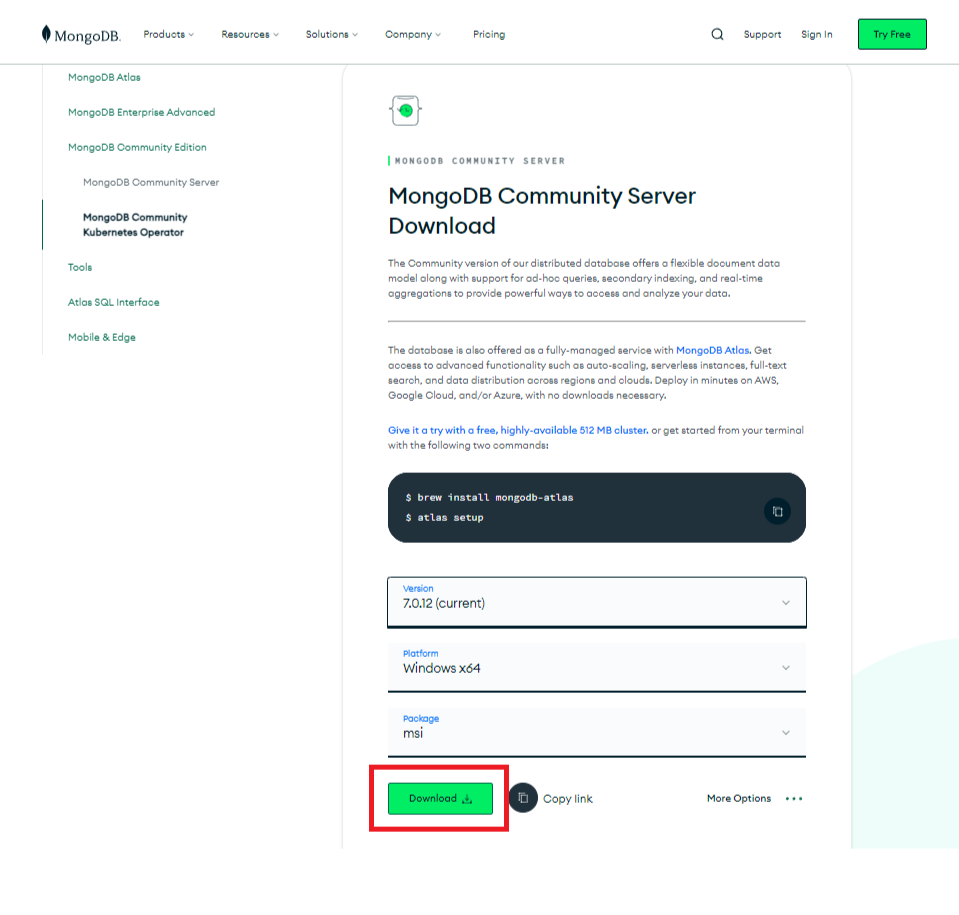 MongoDB.
Products
Resources
Solutions
Company
Pricing
Support
Sign In
Try Free
MongoDB Atlas
MongoDB Enterprise Advanced
MongoDB Community Edition
MongoDB Community Server
MongoDB Community
Kubernetes Operator
Tools
Atlas SQL Interface
Mobile & Edge
MONGODB COMMUNITY SERVER
MongoDB Community Server
Download
The Community version of our distributed database offers a flexible document data
model along with support for ad-hoc queries, secondary indexing, and real-time
aggregations to provide powerful ways to access and analyze your data.
The database is also offered as a fully-managed service with MongoDB Atlas. Get
access to advanced functionality such as auto-scaling, serverless instances, full-text
search, and data distribution across regions and clouds. Deploy in minutes on AWS,
Google Cloud, and/or Azure, with no downloads necessary.
Give it a try with a free, highly-available 512 MB cluster. or get started from your terminal
with the following two commands:
$ brew install mongodb-atlas
$ atlas setup
Version
7.0.12 (current)
Platform
Windows x64
Package
msi
Download
Copy link
More Options